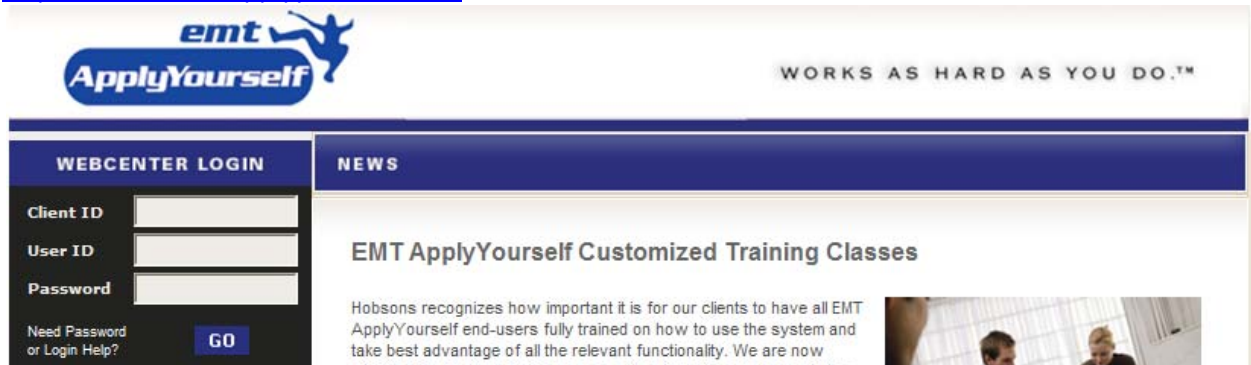 emt
ApplyYourself
WORKS AS HARD AS YOU DO.™
WEBCENTER LOGIN
NEWS
Client ID
User ID
Password
Need Password
or Login Help?
GO
EMT ApplyYourself Customized Training Classes
Hobsons recognizes how important it is for our clients to have all EMT
ApplyYourself end-users fully trained on how to use the system and
take best advantage of all the relevant functionality. We are now